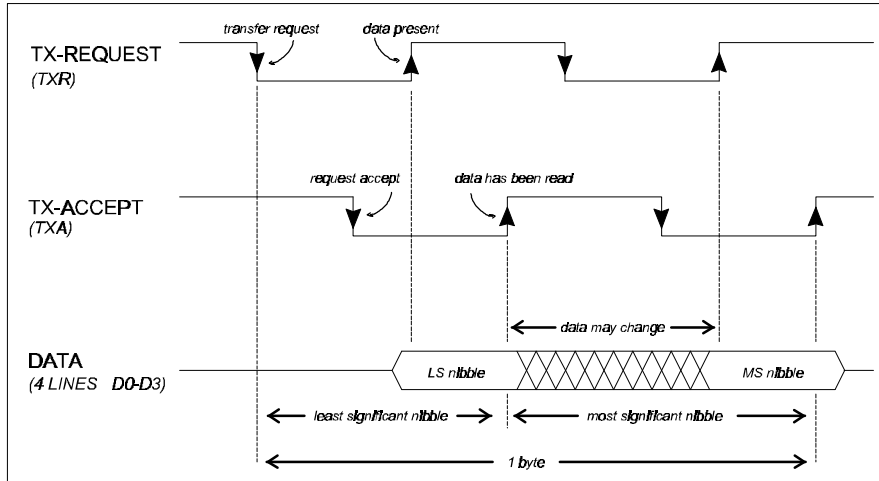 transfer request
data present
TX-REQUEST
(TXR)
request accept
data has been read
TX-ACCEPT
(TXA)
data may change
DATA
(4 LINES D0-D3)
LS nibble
MS nibble
least significant nibble
most significant nibble
1 byte